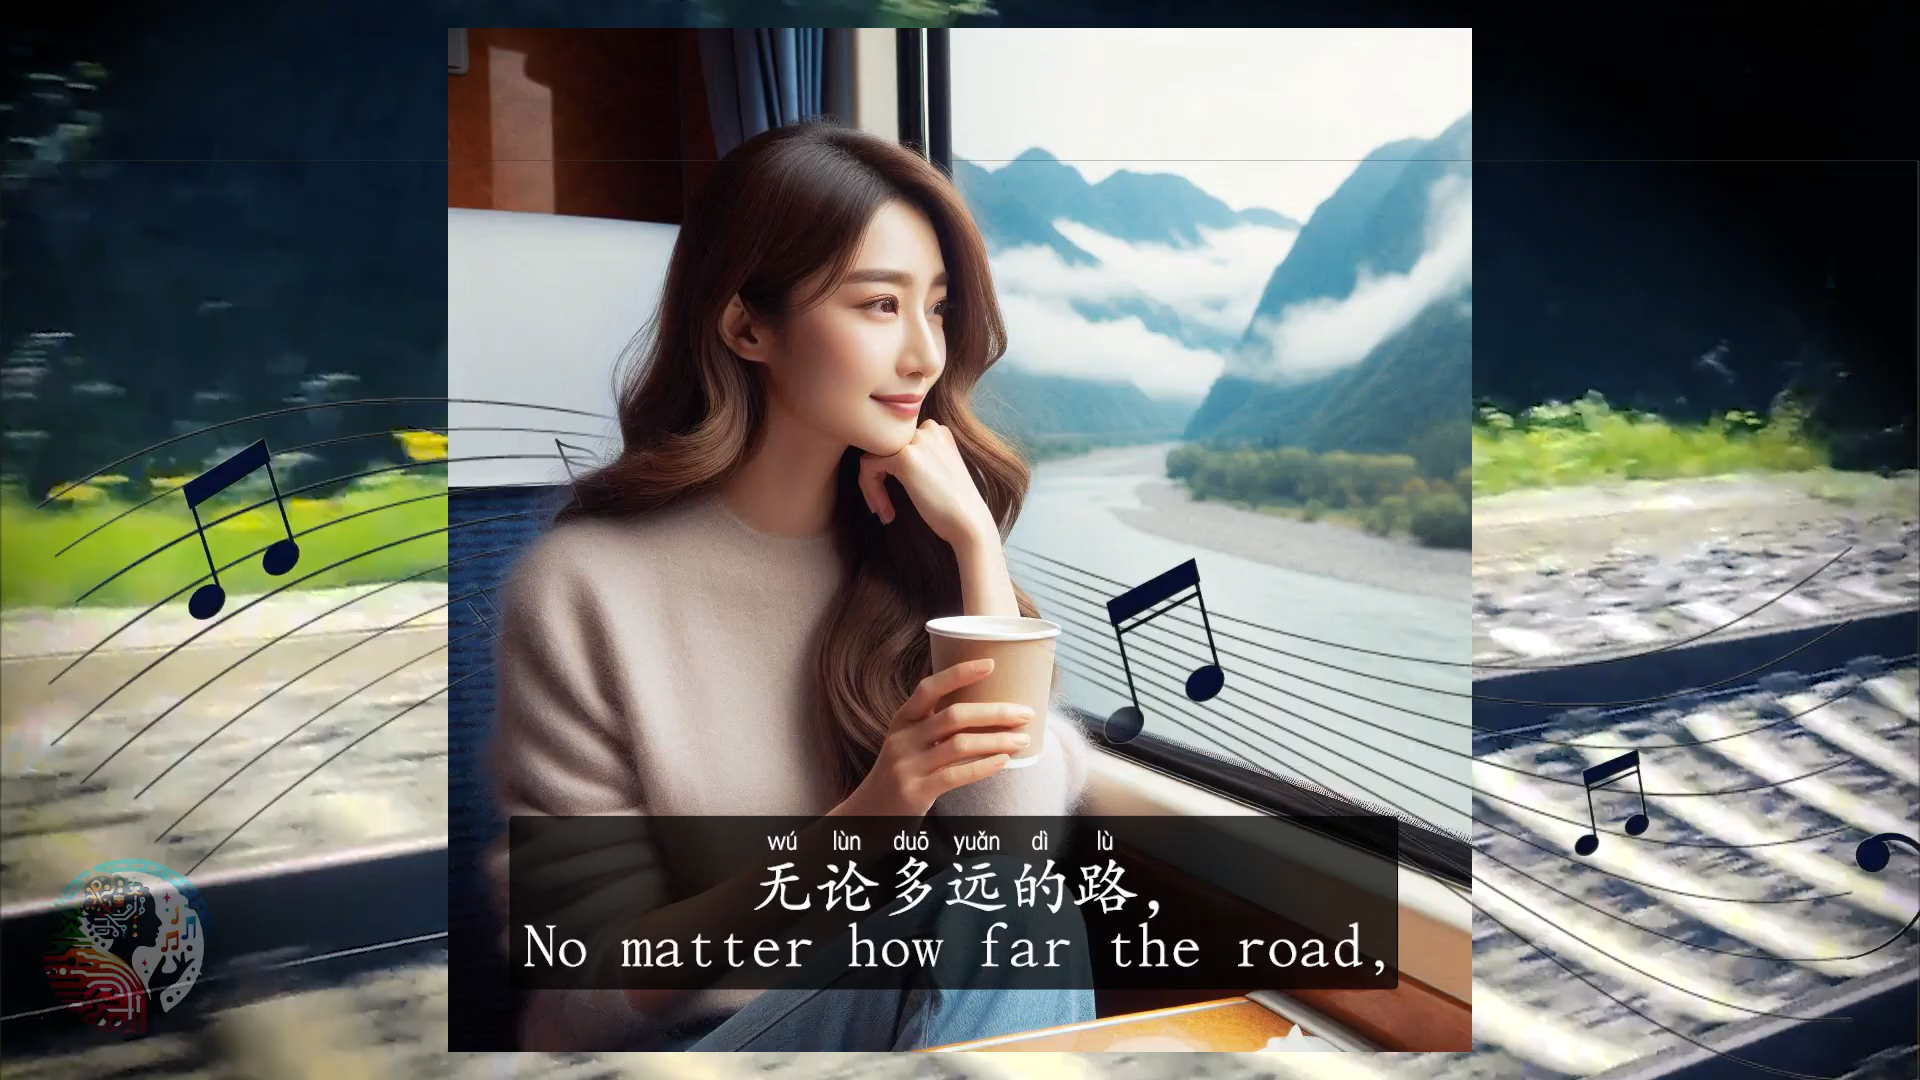 wú lùn duō yuǎn dì lù
无论多远的路，
No matter how far the road,